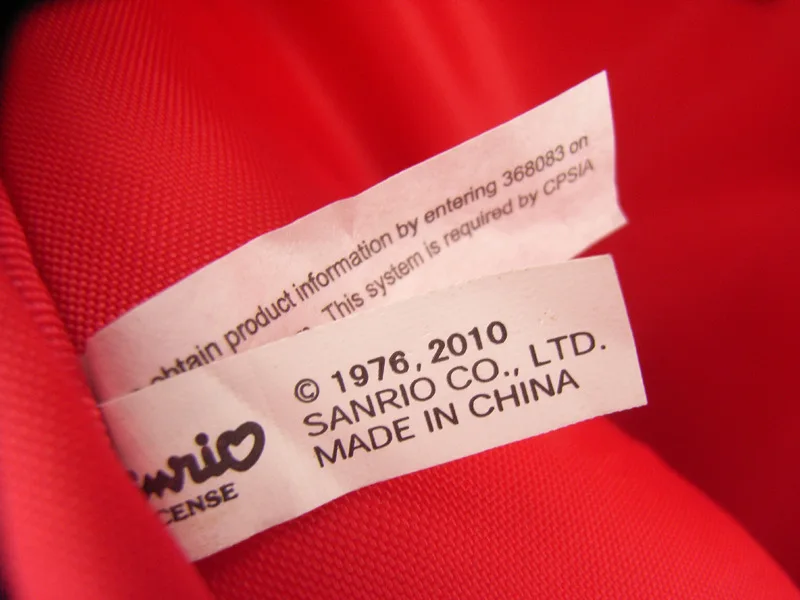 obtain product information by entering 368083 on
This system is required by CPSIA
© 1976, 2010
SANRIO CO., LTD.
MADE IN CHINA